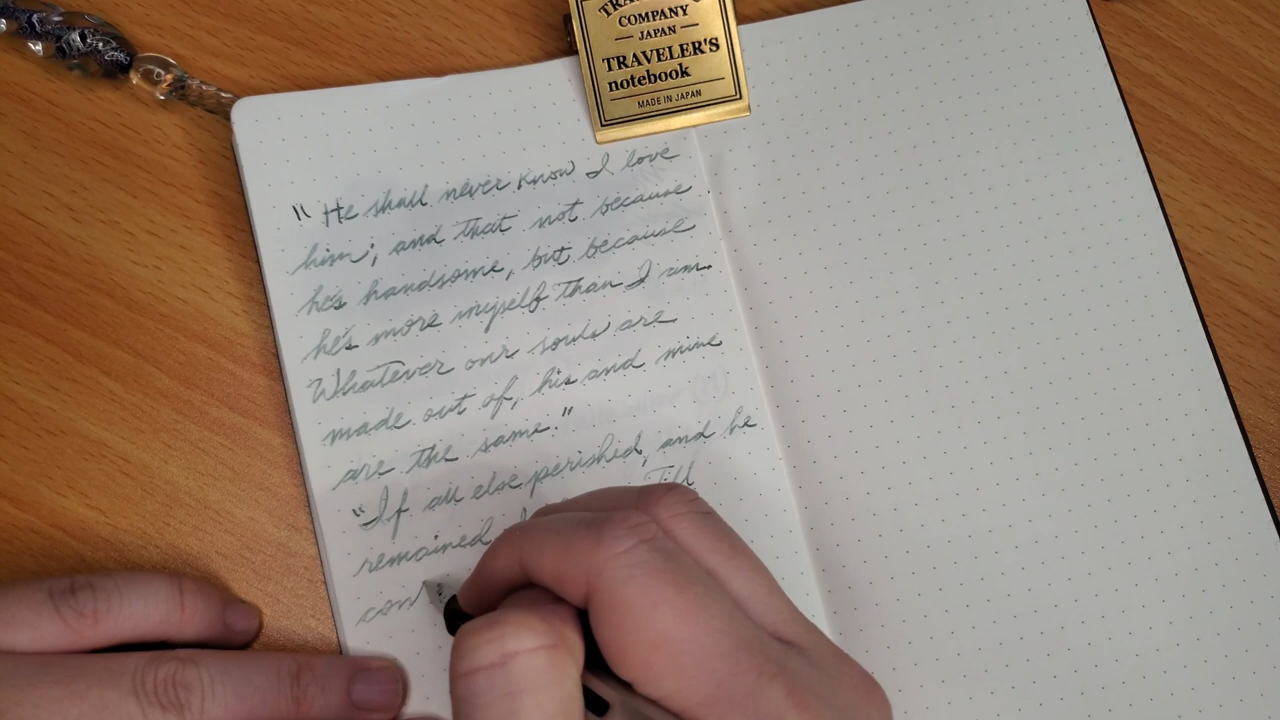 COMPANY
JAPAN
TRAVELER'S
notebook
MADE IN JAPAN
"He shall never know I love
him; and that not because
he's handsome, but because
he's more myself than I am.
Whatever our souls are
made out of, his and mine
are the same."
"If all else perished, and he
remained, Till
con